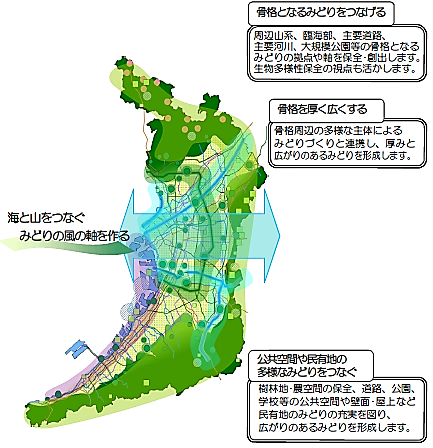 骨格となるみどりをつなげる
周辺山系、臨海部、主要道路、
主要河川、大規模公園等の骨格となる
みどりの拠点や軸を保全・創出します。
生物多様性保全の視点も活かします。
骨格を厚く広くする
骨格周辺の多様な主体による
みどりづくりと連携し、厚みと
広がりのあるみどりを形成します。
海と山をつなぐ
みどりの風の軸を作る
公共空間や民有地の
多様なみどりをつなぐ
樹林地・農空間の保全、道路、公園、
学校等の公共空間や壁面・屋上など
民有地のみどりの充実を図り、
広がりのあるみどりを形成します。